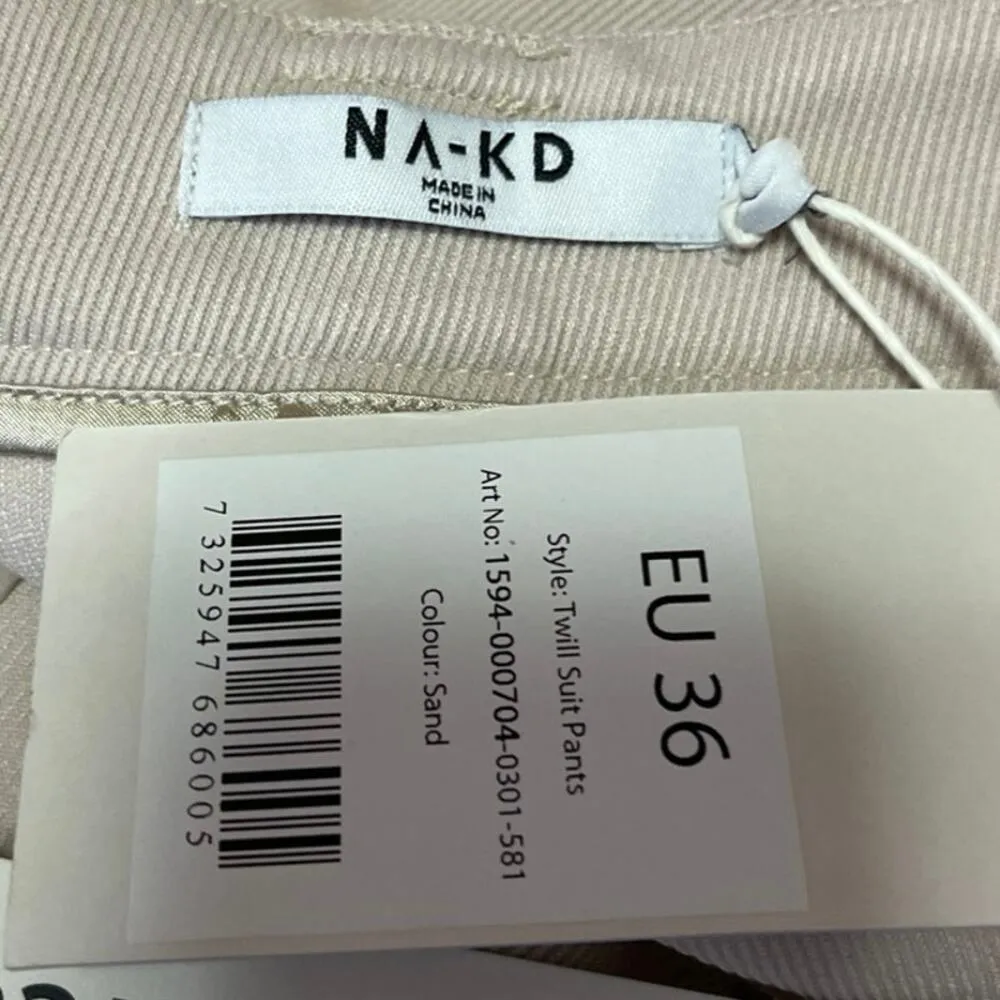 NA-KD
MADE IN
CHINA
EU 36
Style: Twill Suit Pants
Art No: 1594-000704-0301-581
Colour: Sand
7 325947 686005